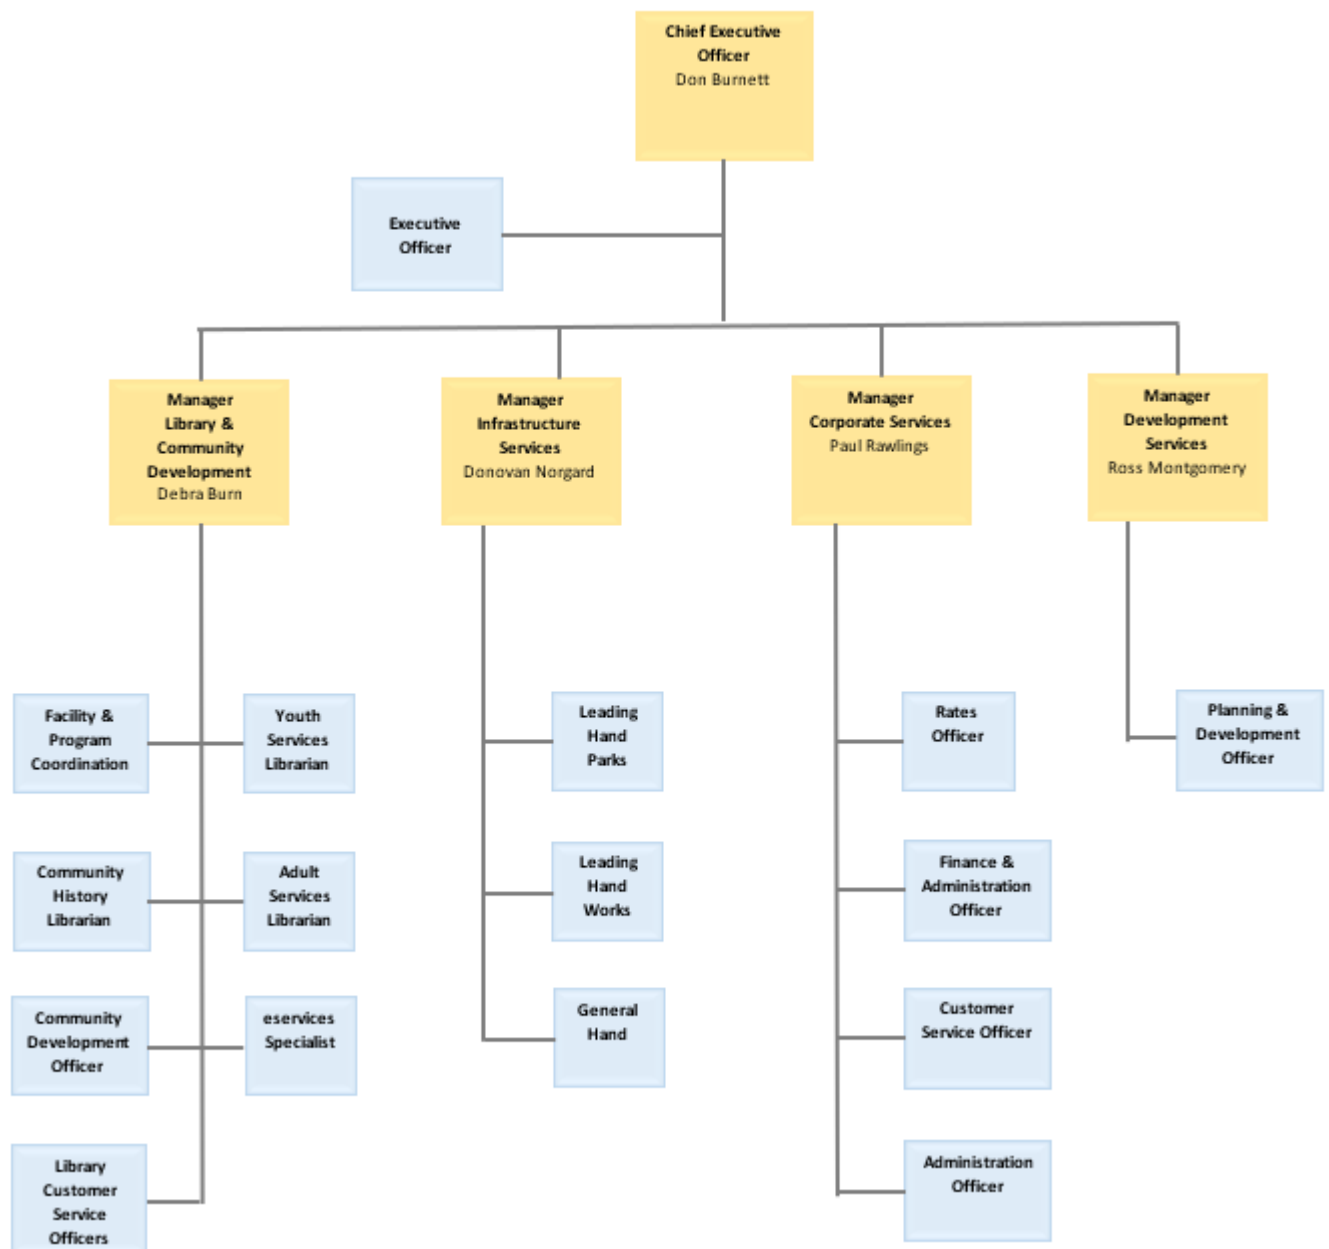 Chief Executive
Officer
Don Burnett
Executive
Officer
Manager
Library &
Community
Development
Debra Burn
Manager
Infrastructure
Services
Donovan Norgard
Manager
Corporate Services
Paul Rawlings
Manager
Development
Services
Ross Montgomery
Facility &
Program
Coordination
Youth
Services
Librarian
Leading
Hand
Parks
Rates
Officer
Planning &
Development
Officer
Community
History
Librarian
Adult
Services
Librarian
Leading
Hand
Works
Finance &
Administration
Officer
Community
Development
Officer
eservices
Specialist
General
Hand
Customer
Service Officer
Library
Customer
Service
Officers
Administration
Officer